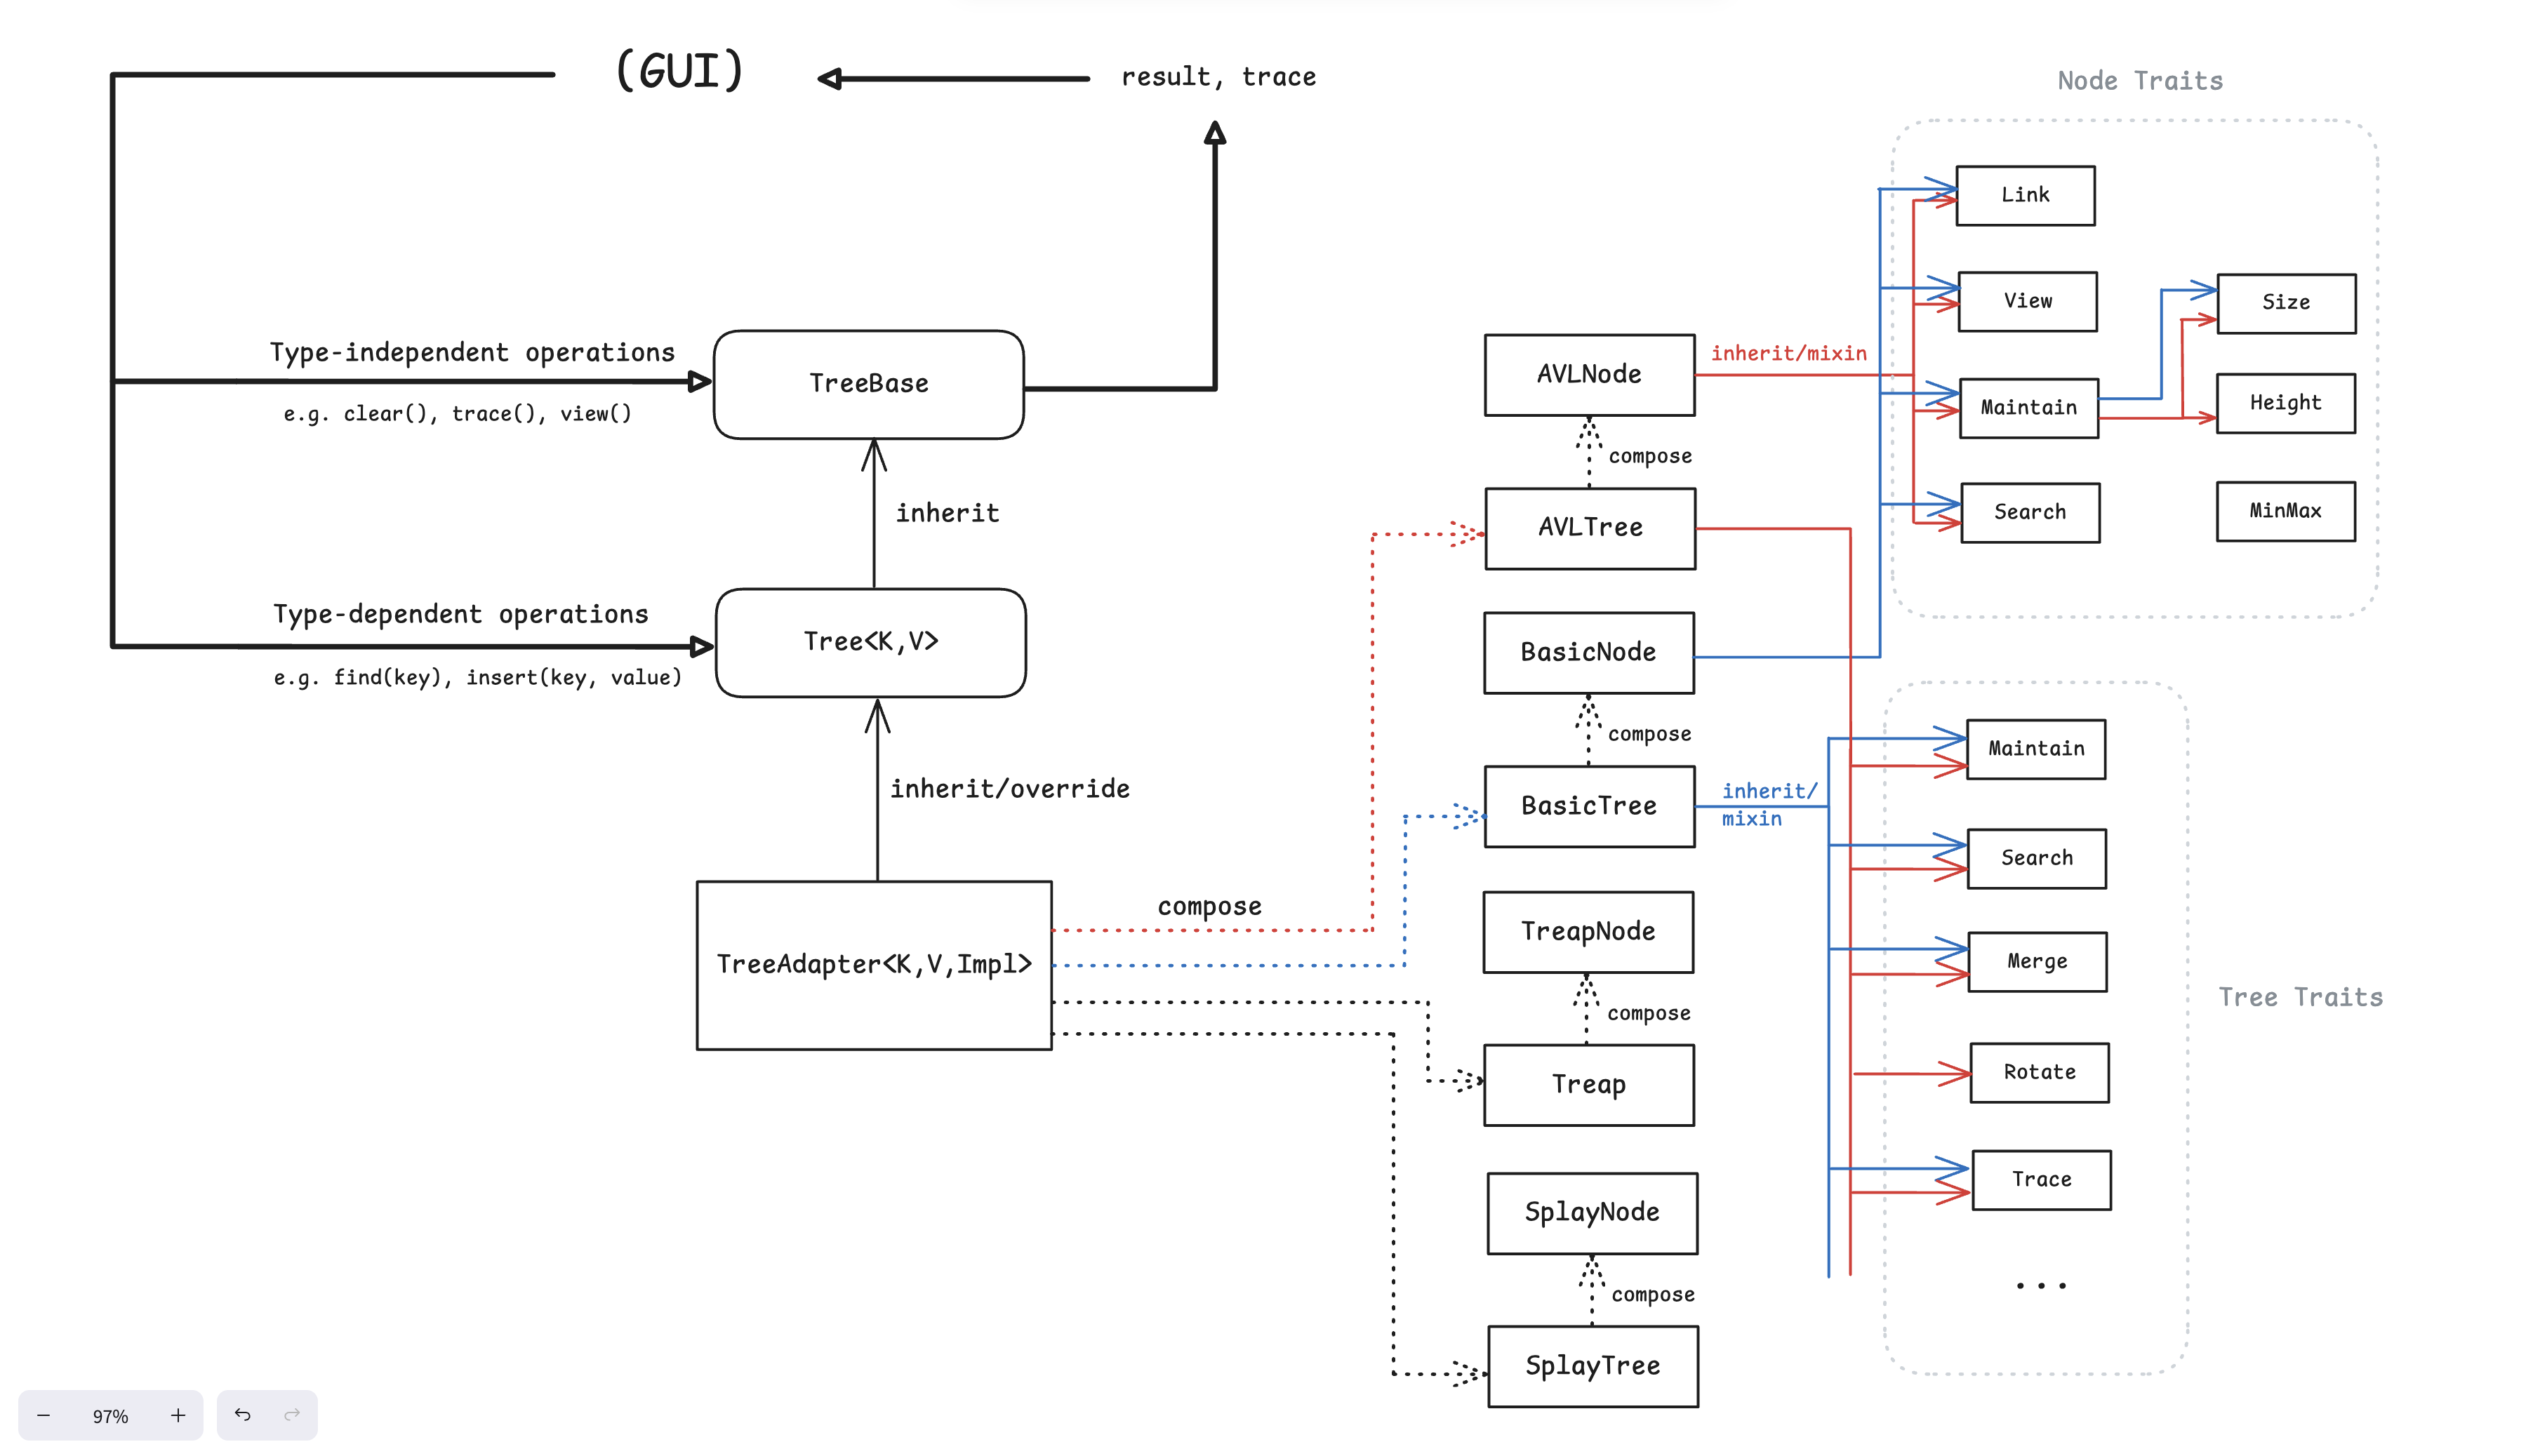 (GUI)
result, trace
Node Traits
Link
View
Size
Type-independent operations
TreeBase
AVLNode
inherit/mixin
Maintain
Height
e.g. clear(), trace(), view()
compose
inherit
AVLTree
Search
MinMax
Type-dependent operations
Tree<K,V>
BasicNode
e.g. find(key), insert(key, value)
compose
Maintain
inherit/override
BasicTree
inherit/
mixin
Search
compose
TreeAdapter<K,V,Impl>
TreapNode
Merge
Tree Traits
compose
Treap
Rotate
Trace
SplayNode
compose
...
SplayTree
97%